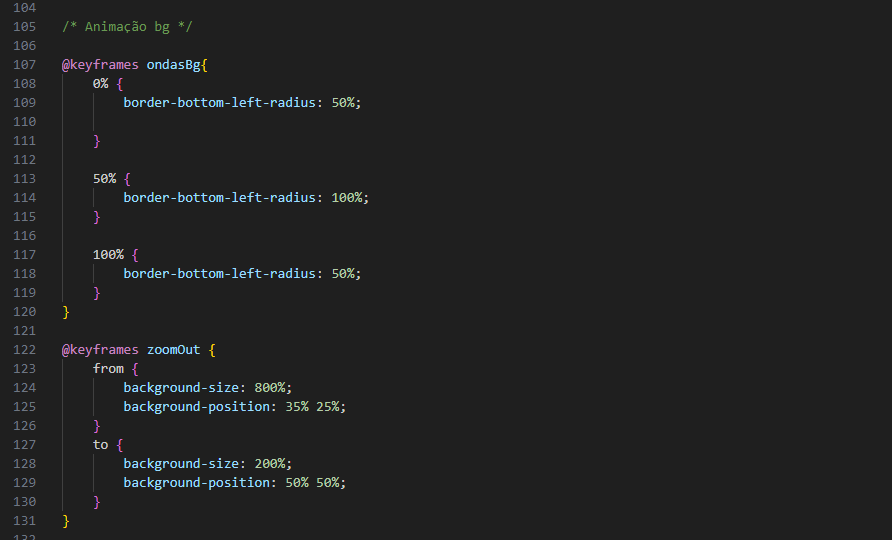 104
105 /* Animação bg */
106
107 @keyframes ondasBg{
108 0% {
109 border-bottom-left-radius: 50%;
110
111 }
112
113 50% {
114 border-bottom-left-radius: 100%;
115 }
116
117 100% {
118 border-bottom-left-radius: 50%;
119 }
120 }
121
122 @keyframes zoomOut {
123 from {
124 background-size: 800%;
125 background-position: 35% 25%;
126 }
127 to {
128 background-size: 200%;
129 background-position: 50% 50%;
130 }
131 }
132